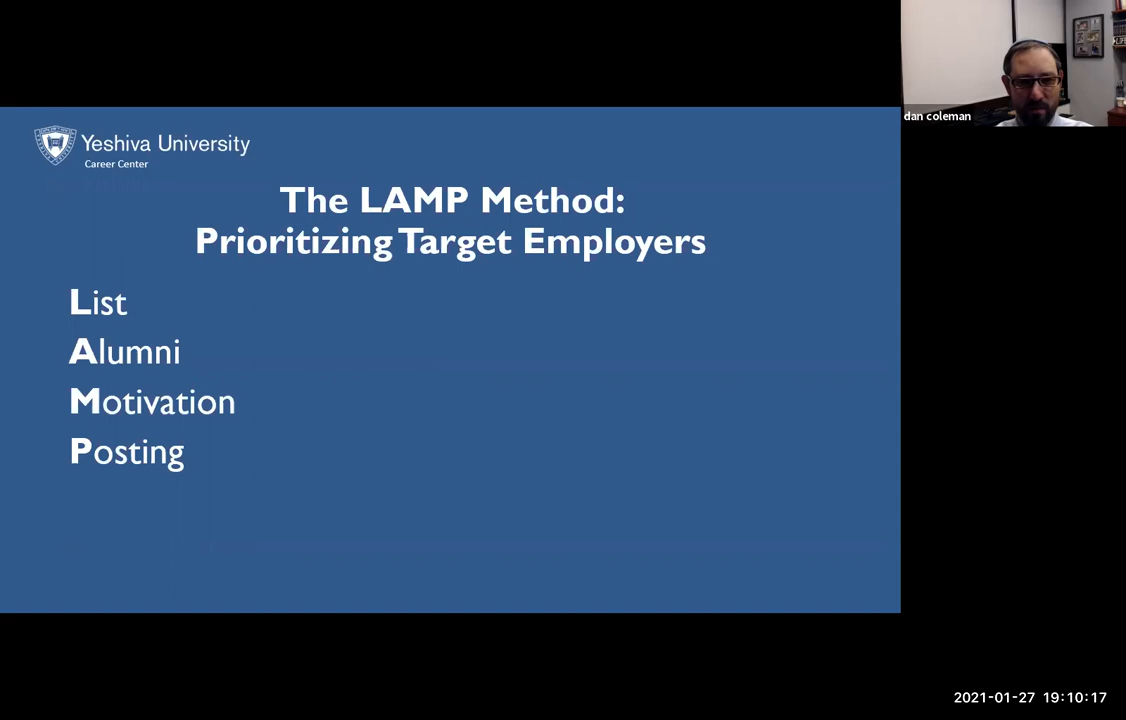 Yeshiva University
Career Center
The LAMP Method:
Prioritizing Target Employers
List
Alumni
Motivation
Posting
dan coleman
2021-01-27 19:10:17